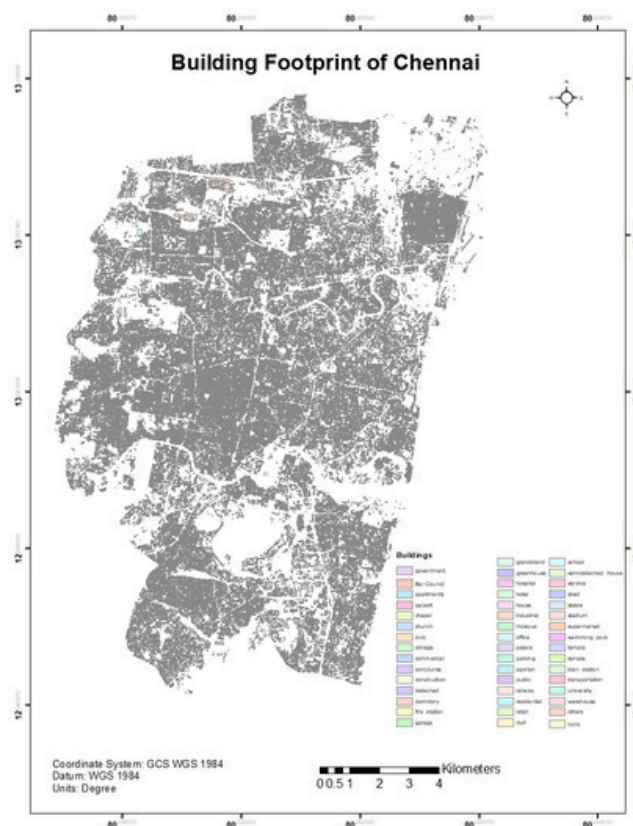 Building Footprint of Chennai
Buildings
government
Bar Council
apartments
carport
chapel
church
civic
cottage
commercial
concourse
construction
detached
dormitory
fire station
garage
grandstand
greenhouse
hospital
hotel
house
industrial
mosque
office
palace
parking
pavilion
public
railway
residential
retail
roof
school
semidetached house
service
shed
stable
stadium
supermarket
swimming pool
temple
terrace
train station
transportation
university
warehouse
others
ruins
Coordinate System: GCS WGS 1984
Datum: WGS 1984
Units: Degree
0 0.5 1 2 3 4 Kilometers